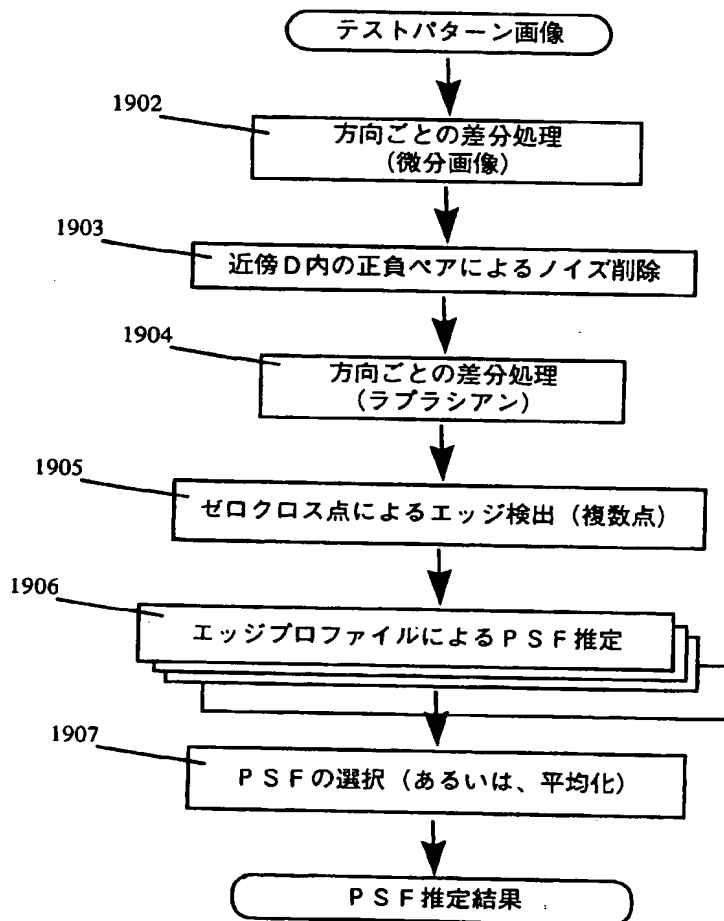 テストパターン画像
1902
方向ごとの差分処理
(微分画像)
1903
近傍D内の正負ペアによるノイズ削除
1904
方向ごとの差分処理
(ラプラシアン)
1905
ゼロクロス点によるエッジ検出(複数点)
1906
エッジプロファイルによるPSF推定
1907
PSFの選択(あるいは、平均化)
PSF推定結果